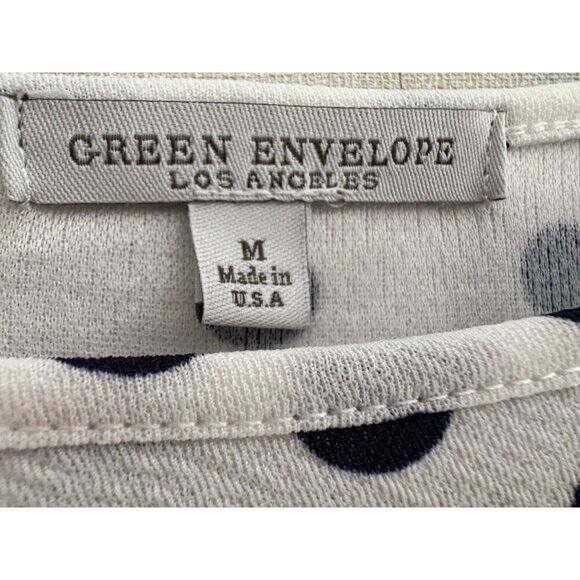 GREEN ENVELOPE
LOS ANGELES
M
Made in
U.S.A